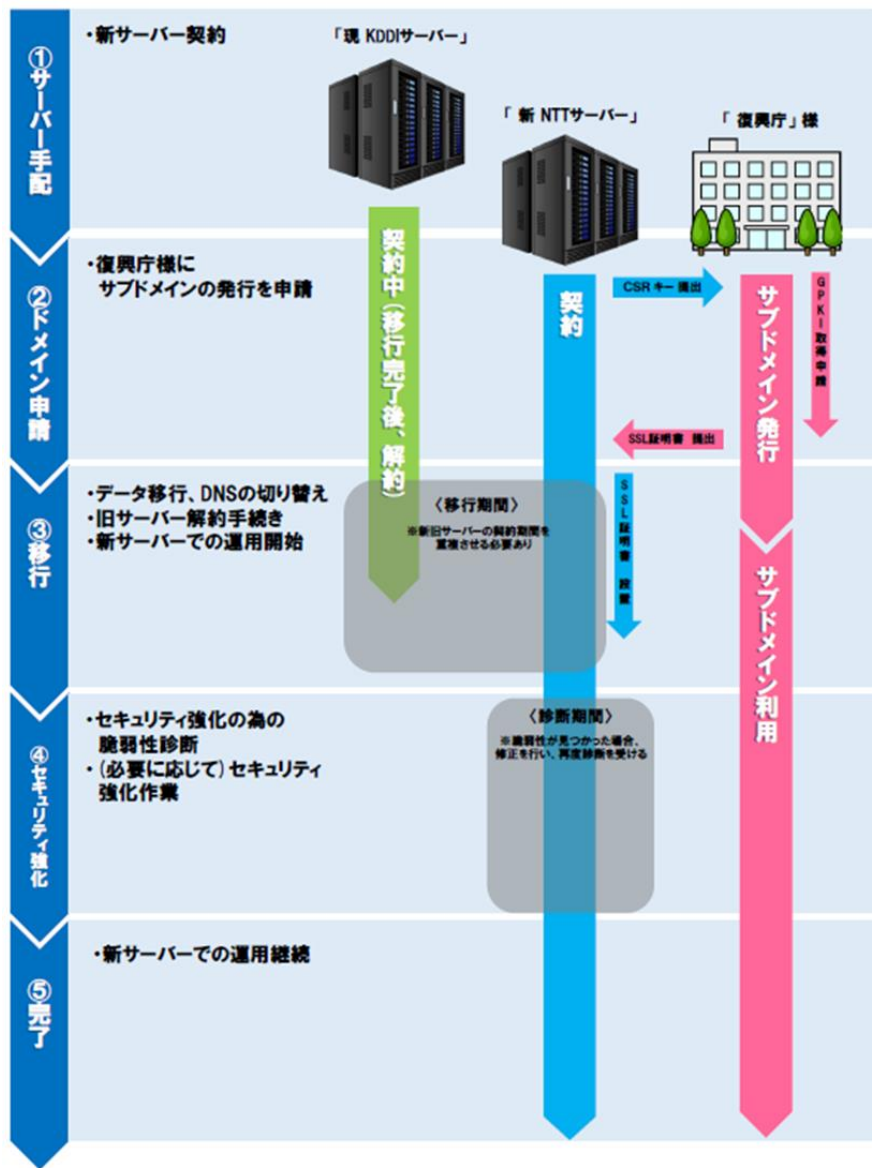 ①サーバー手配
・新サーバー契約
「現 KDDIサーバー」
「 新 NTTサーバー」
「 復興庁 」 様
②ドメイン申請
・復興庁様に
サブドメインの発行を申請
契約中(移行完了後、解約)
契約
CSR キー 提出
サブドメイン発行
GPKI取得申請
SSL証明書 提出
③移行
・データ移行、DNSの切り替え
・旧サーバー解約手続き
・新サーバーでの運用開始
〈移行期間〉
※新旧サーバーの契約期間を
重複させる必要あり
SSL証明書 設置
サブドメイン利用
④セキュリティ強化
・セキュリティ強化の為の
脆弱性診断
・(必要に応じて) セキュリティ
強化作業
〈診断期間〉
※脆弱性が見つかった場合、
修正を行い、再度診断を受ける
⑤完了
・新サーバーでの運用継続